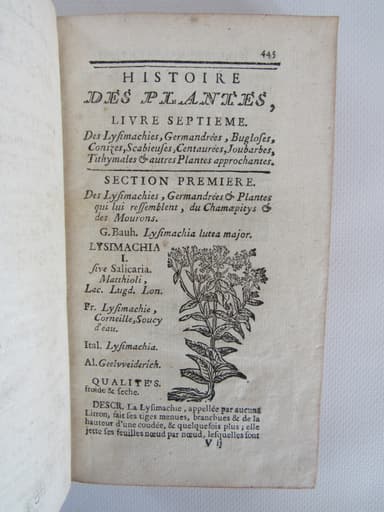 445
HISTOIRE
DES PLANTES,
LIVRE SEPTIEME.
Des Lysimachies, Germandrées, Bugloses,
Conizes, Scabieuses, Centaurées, Joubarbes,
Tithymales & autres Plantes approchantes.
SECTION PREMIERE.
Des Lysimachies, Germandrées & Plantes
qui lui ressemblent, du Chamæpitys &
des Mourons.
G. Bauh. Lysimachia lutea major.
LYSIMACHIA
I.
sive Salicaria.
Matthioli,
Lac. Lugd. Lon.
Fr. Lysimachie,
Corneille, Soucy
d'eau.
Ital. Lysimachia.
Al. Geelvveiderich.
QUALITE'S.
froide & seche.
DESCR. La Lysimachie, appellée par aucuns
Litron, fait ses tiges menues, branchues & de
la hauteur d'une coudée, & quelquefois plus; elle
jette ses feuilles nœud par nœud, lesquelles sont
V ij